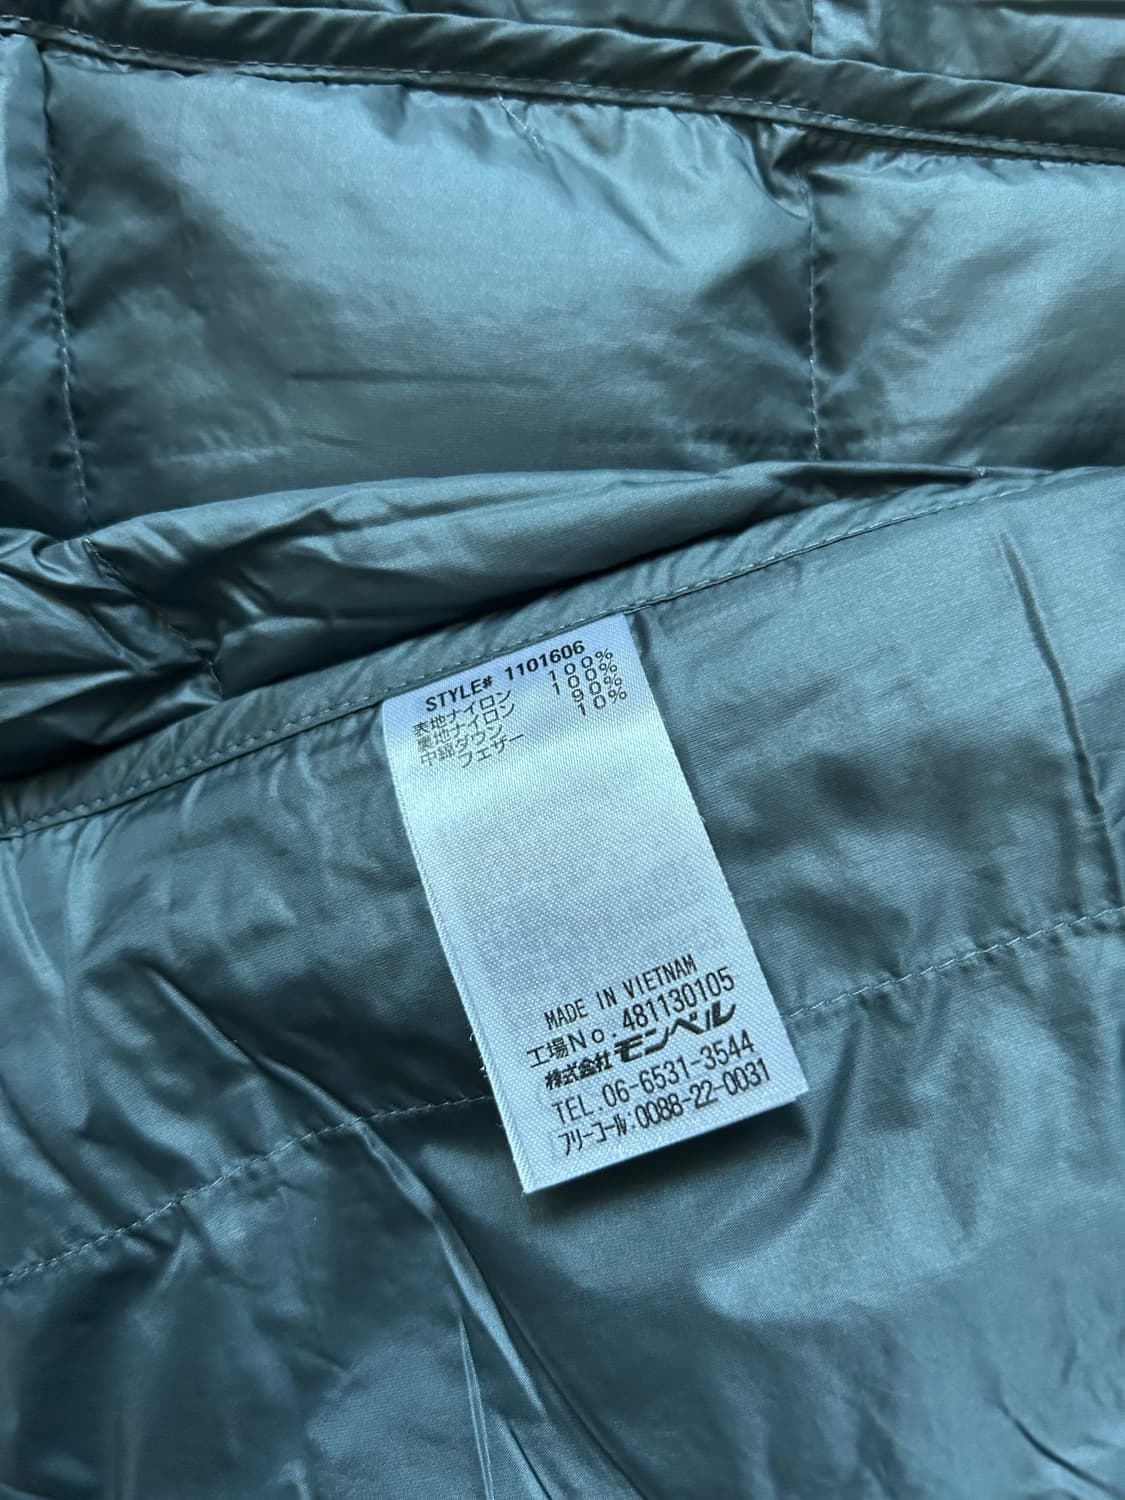 STYLE# 1101606
表地ナイロン 100%
裏地ナイロン 100%
中綿ダウン 90%
フェザー 10%
MADE IN VIETNAM
工場No.481130105
株式会社モンベル
TEL.06-6531-3544
フリーコール:0088-22-0031